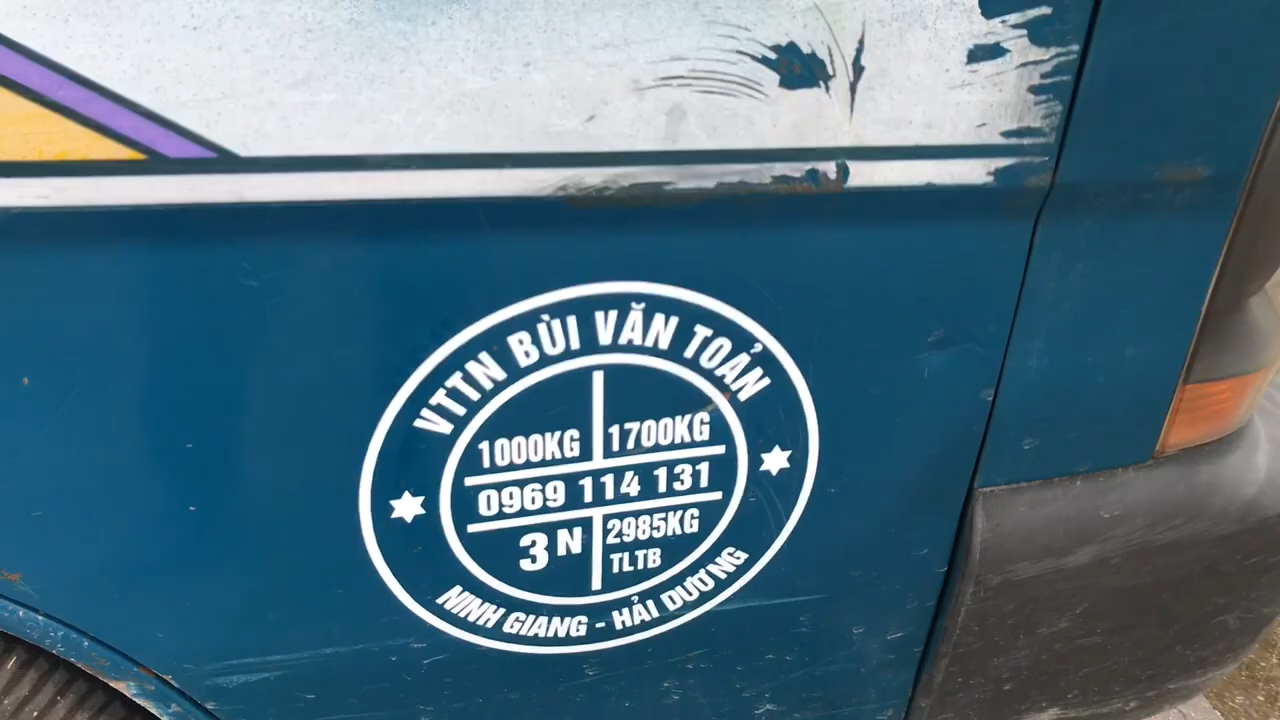 VTTN BÙI VĂN TOẢN
1000KG 1700KG
0969 114 131
3 N 2985KG
TLTB
NINH GIANG - HẢI DƯƠNG